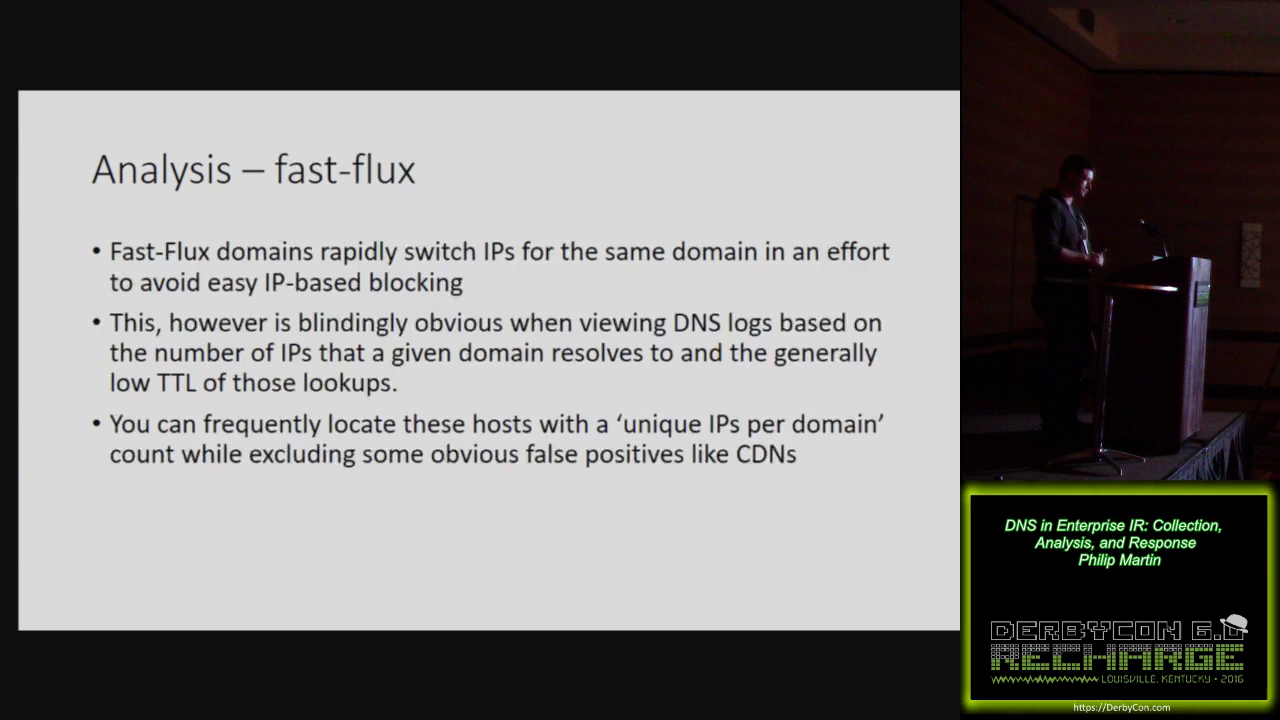 Analysis – fast-flux
• Fast-Flux domains rapidly switch IPs for the same domain in an effort
to avoid easy IP-based blocking
• This, however is blindingly obvious when viewing DNS logs based on
the number of IPs that a given domain resolves to and the generally
low TTL of those lookups.
• You can frequently locate these hosts with a ‘unique IPs per domain’
count while excluding some obvious false positives like CDNs
DNS in Enterprise IR: Collection,
Analysis, and Response
Philip Martin
DERBYCON 6.0
RECHARGE
LOUISVILLE, KENTUCKY • 2016
https://DerbyCon.com